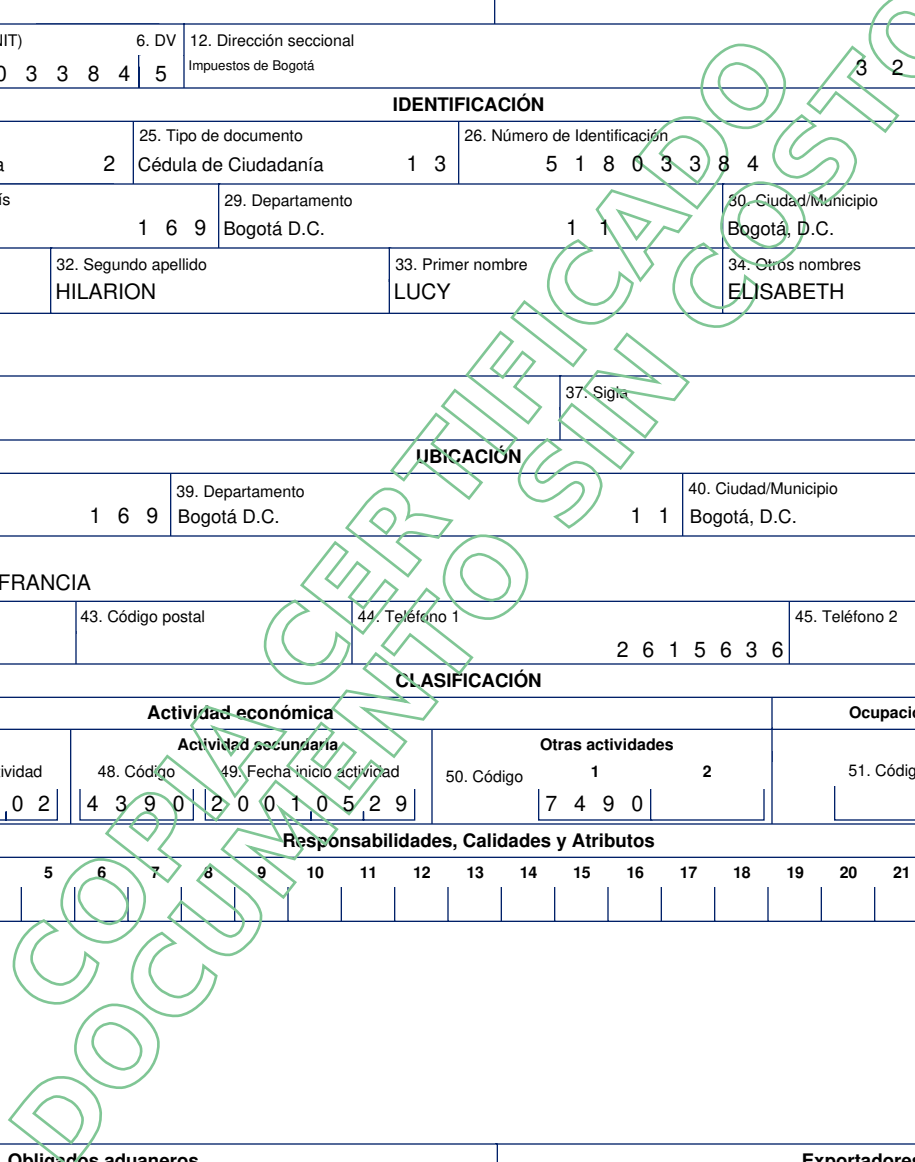 NIT) 6. DV 12. Dirección seccional
0 3 3 8 4 5 Impuestos de Bogotá 3 2
IDENTIFICACIÓN
25. Tipo de documento 26. Número de Identificación
a 2 Cédula de Ciudadanía 1 3 5 1 8 0 3 3 8 4
ís 29. Departamento 30. Ciudad/Municipio
1 6 9 Bogotá D.C. 1 1 Bogotá, D.C.
32. Segundo apellido 33. Primer nombre 34. Otros nombres
HILARION LUCY ELISABETH
37. Sigla
UBICACIÓN
39. Departamento 40. Ciudad/Municipio
1 6 9 Bogotá D.C. 1 1 Bogotá, D.C.
FRANCIA
43. Código postal 44. Teléfono 1 45. Teléfono 2
2 6 1 5 6 3 6
CLASIFICACIÓN
Actividad económica Ocupació
Actividad secundaria Otras actividades
ividad 48. Código 49. Fecha inicio actividad 50. Código 1 2 51. Códig
0 2 4 3 9 0 2 0 0 1 0 5 2 9 7 4 9 0
Responsabilidades, Calidades y Atributos
5 6 7 8 9 10 11 12 13 14 15 16 17 18 19 20 21
Obligados aduaneros Exportadores
COPIA CERTIFICADO
DOCUMENTO SIN COSTO